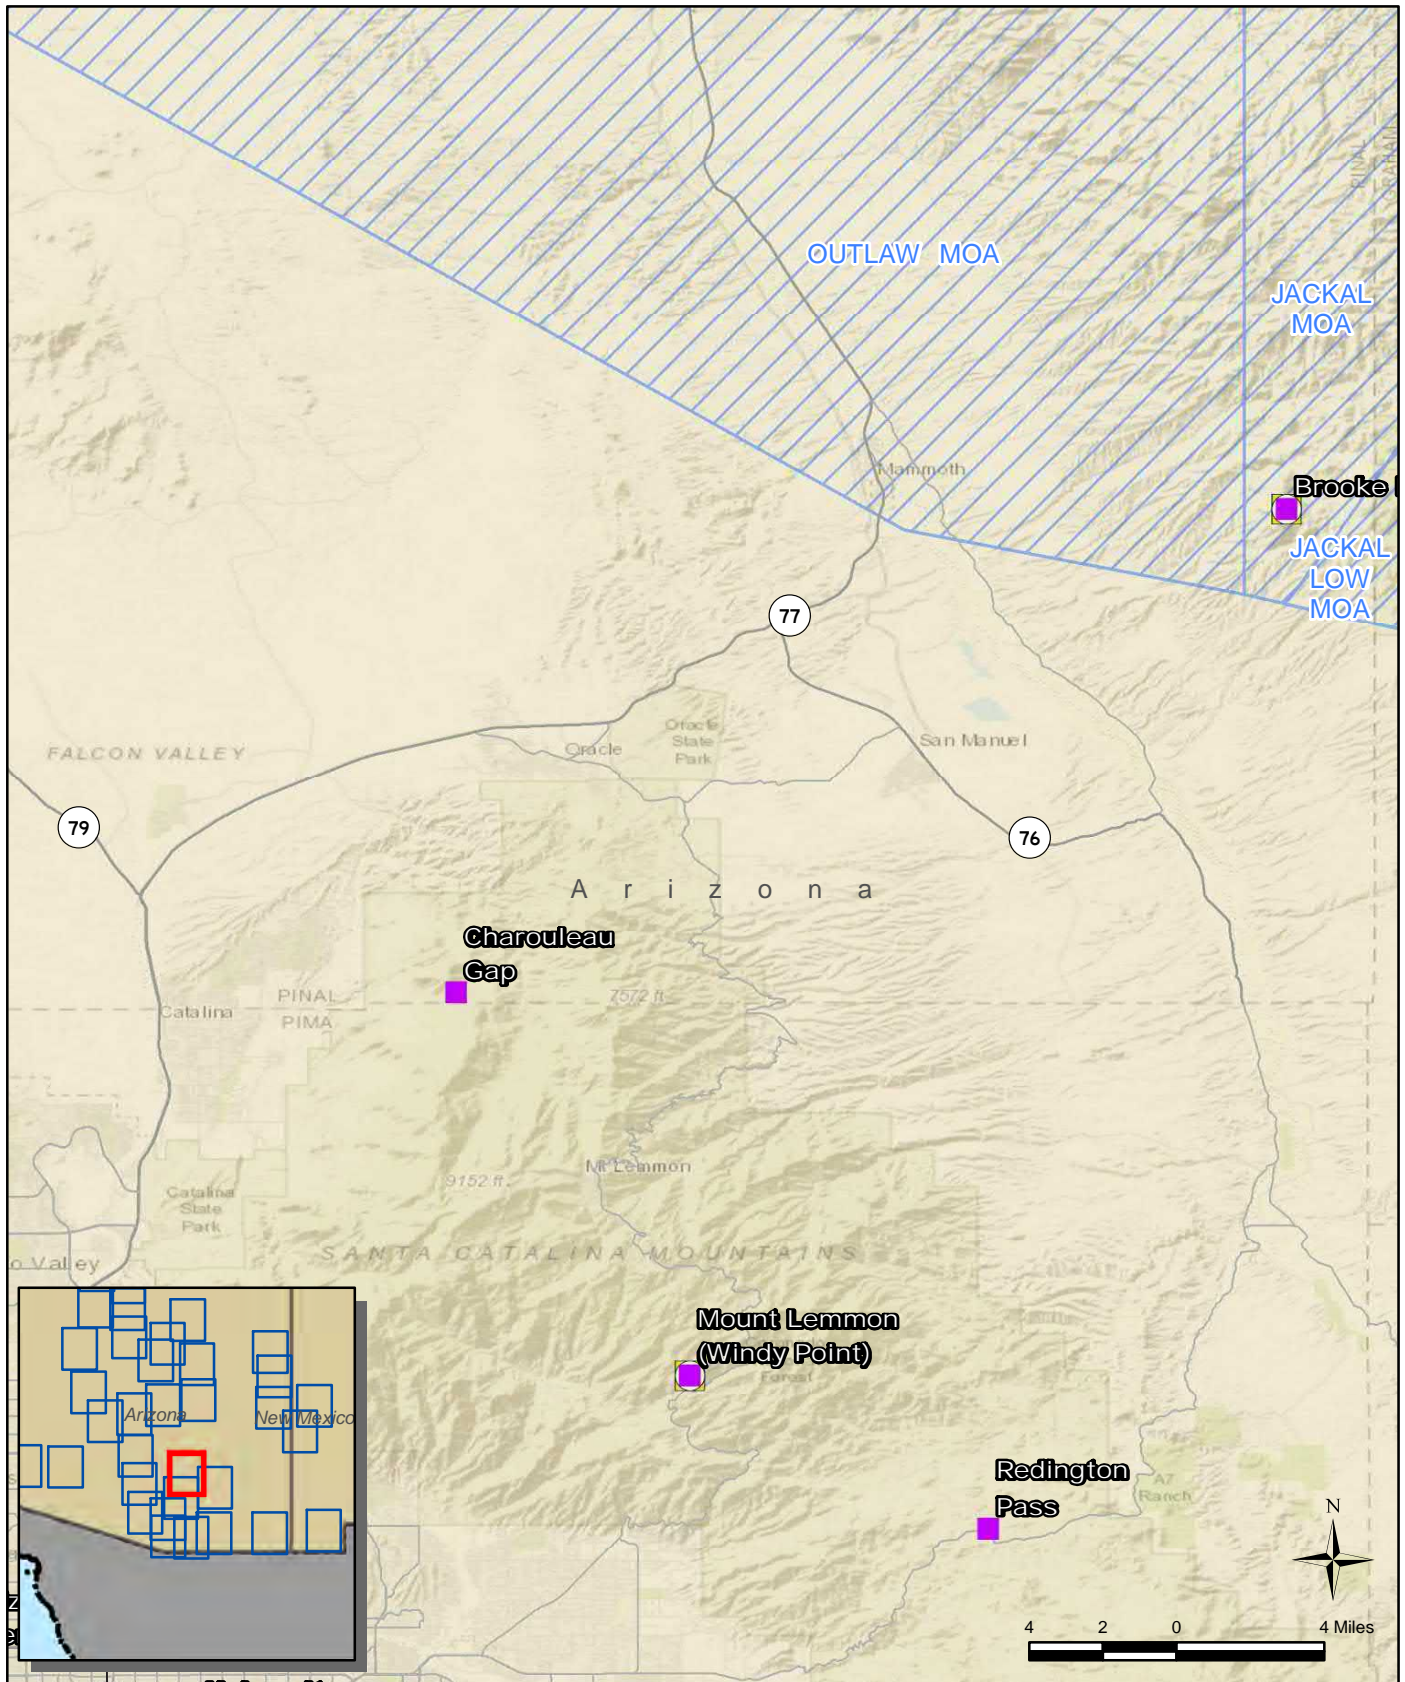 PINAL
OUTLAW MOA
JACKAL
MOA
Mammoth
Brooke
JACKAL
LOW
MOA
77
Oracle
State
Park
Oracle
San Manuel
FALCON VALLEY
79
76
Arizona
Charouleau
Gap
PINAL
PIMA
7572 ft.
Catalina
Mt Lemmon
9152 ft.
Catalina
State
Park
SANTA CATALINA MOUNTAINS
o Valley
Mount Lemmon
(Windy Point)
Forest
Arizona
New Mexico
Redington
Pass
A7
Ranch
N
4 2 0 4 Miles